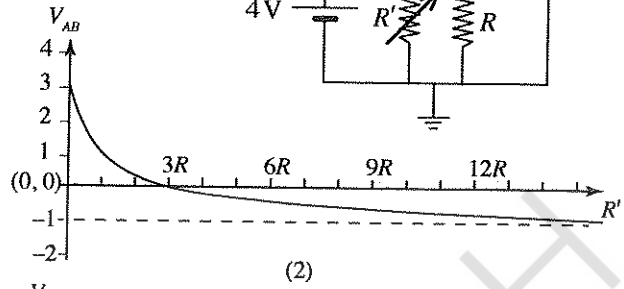 V_AB
4 V
R'
R
4
3
2
1
3R 6R 9R 12R
(0, 0)
R'
–1
–2
(2)
V